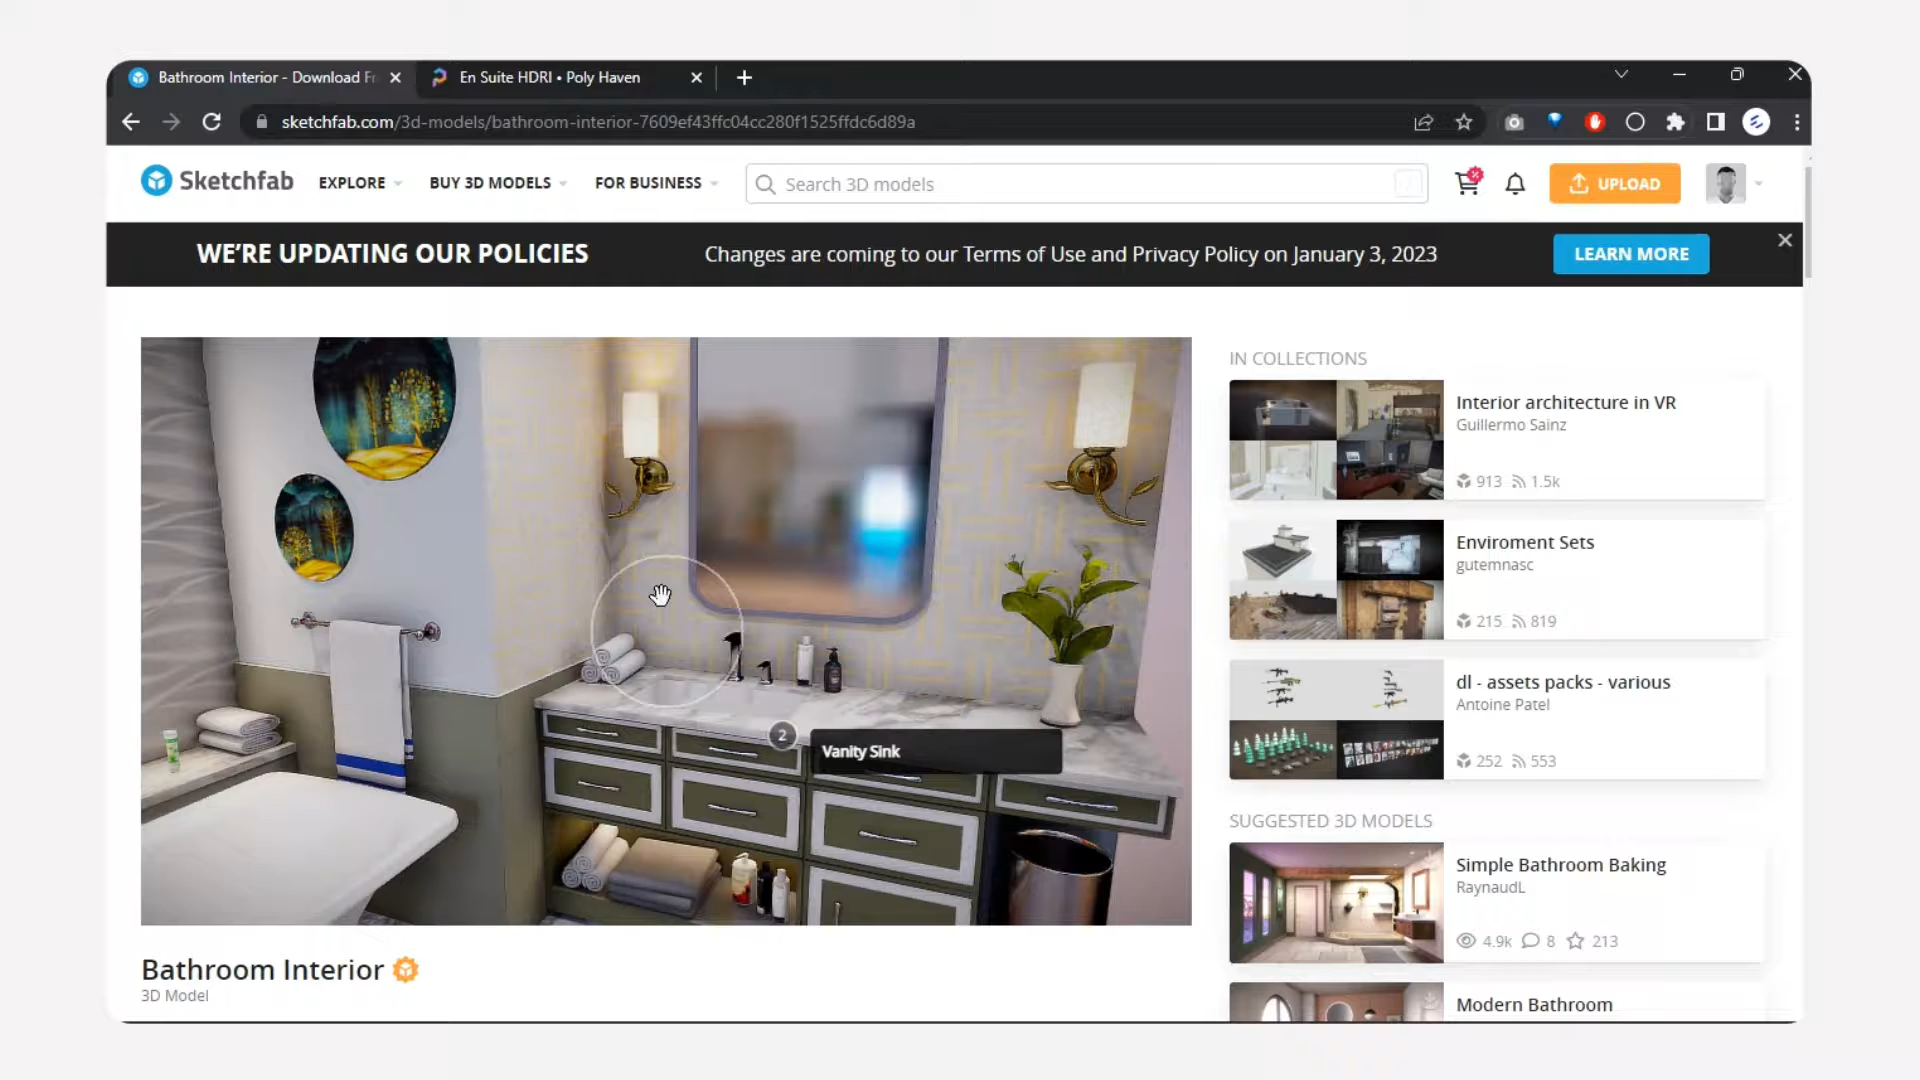 Bathroom Interior - Download Fr
En Suite HDRI • Poly Haven
sketchfab.com/3d-models/bathroom-interior-7609ef43ffc04cc280f1525ffdc6d89a
Sketchfab
EXPLORE
BUY 3D MODELS
FOR BUSINESS
Search 3D models
/
UPLOAD
WE'RE UPDATING OUR POLICIES
Changes are coming to our Terms of Use and Privacy Policy on January 3, 2023
LEARN MORE
2
Vanity Sink
Bathroom Interior
3D Model
IN COLLECTIONS
Interior architecture in VR
Guillermo Sainz
913 1.5k
Enviroment Sets
gutemnasc
215 819
dl - assets packs - various
Antoine Patel
252 553
SUGGESTED 3D MODELS
Simple Bathroom Baking
RaynaudL
4.9k 8 213
Modern Bathroom